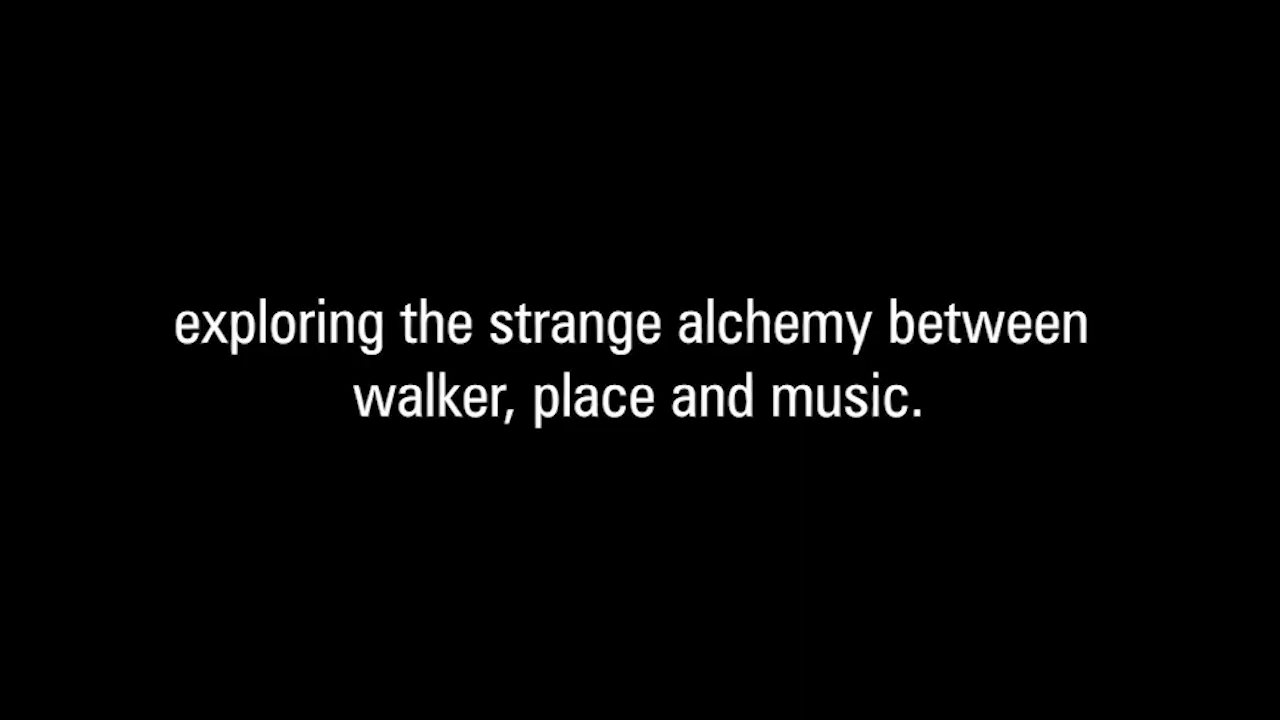 exploring the strange alchemy between
walker, place and music.